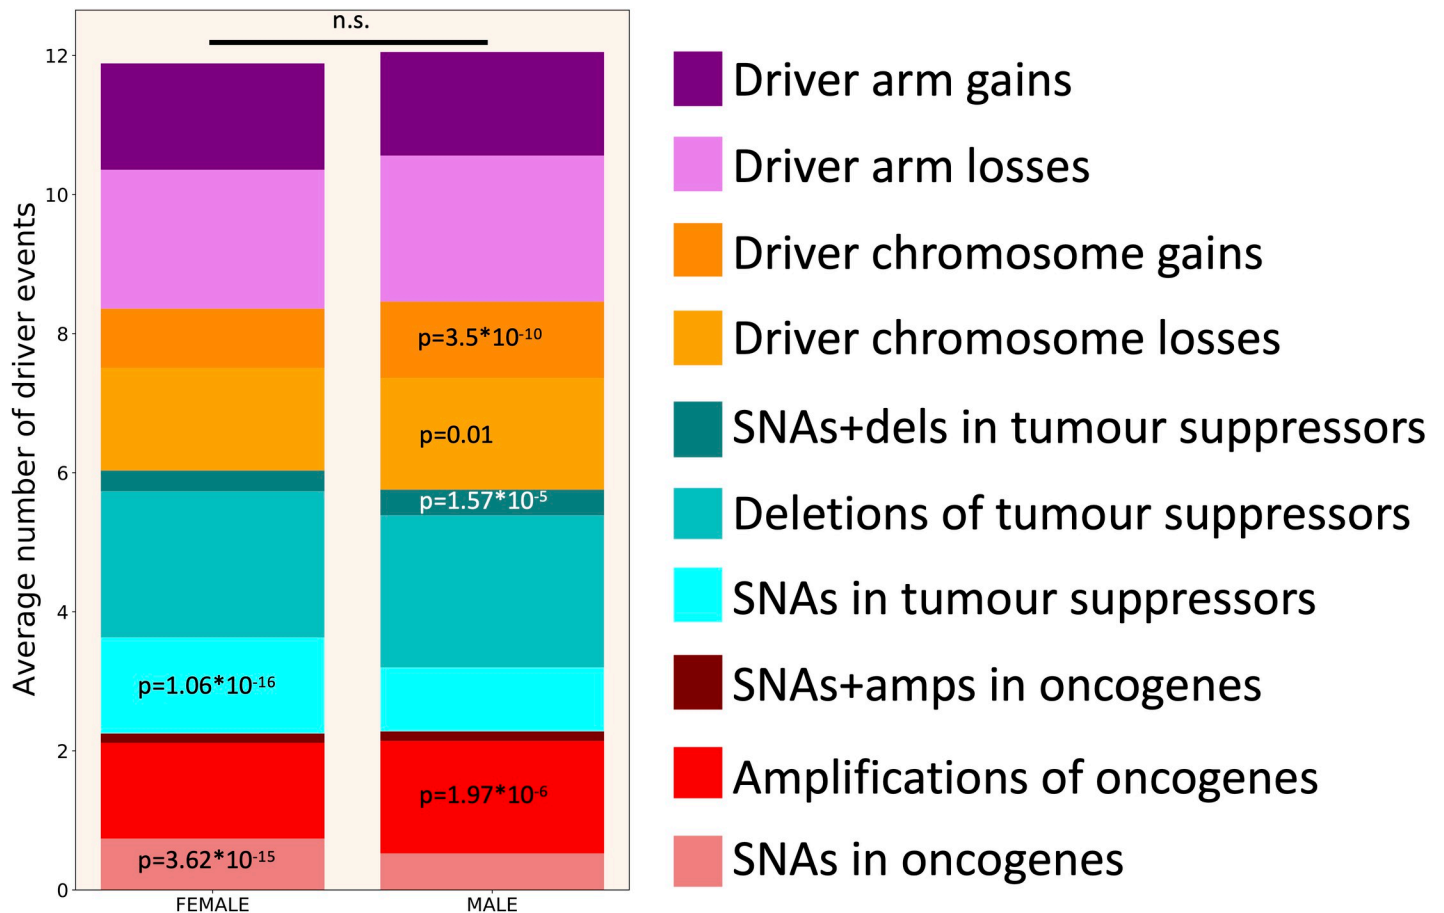 n.s.
12
10
8
6
4
2
0
Average number of driver events
p=3.5*10⁻¹⁰
p=0.01
p=1.57*10⁻⁵
p=1.06*10⁻¹⁶
p=1.97*10⁻⁶
p=3.62*10⁻¹⁵
FEMALE
MALE
Driver arm gains
Driver arm losses
Driver chromosome gains
Driver chromosome losses
SNAs+dels in tumour suppressors
Deletions of tumour suppressors
SNAs in tumour suppressors
SNAs+amps in oncogenes
Amplifications of oncogenes
SNAs in oncogenes